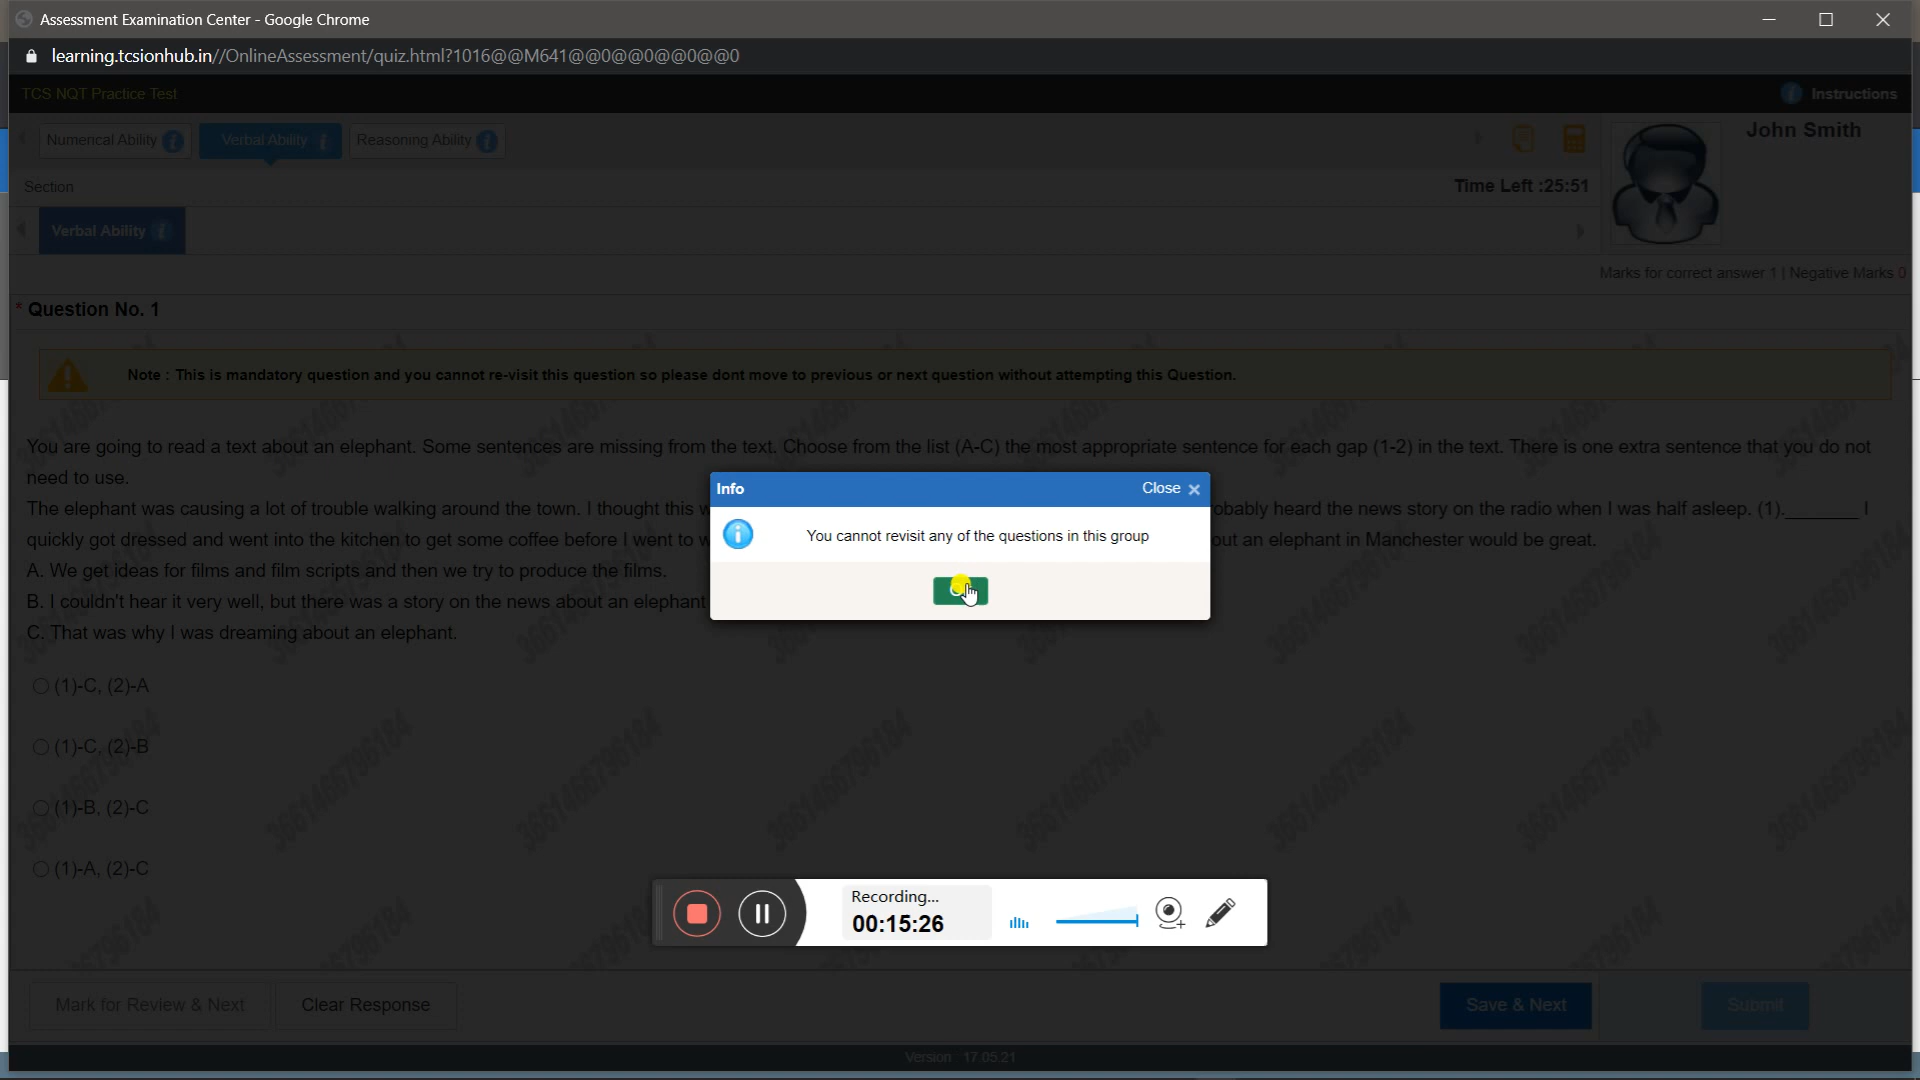 Assessment Examination Center - Google Chrome
learning.tcsionhub.in//OnlineAssessment/quiz.html?1016@@M641@@0@@0@@0@@0
TCS NQT Practice Test
Instructions
Numerical Ability
Verbal Ability
Reasoning Ability
John Smith
Section
Time Left :25:51
Verbal Ability
Marks for correct answer 1 | Negative Marks 0
* Question No. 1
Note : This is mandatory question and you cannot re-visit this question so please dont move to previous or next question without attempting this Question.
You are going to read a text about an elephant. Some sentences are missing from the text. Choose from the list (A-C) the most appropriate sentence for each gap (1-2) in the text. There is one extra sentence that you do not
need to use.
The elephant was causing a lot of trouble walking around the town. I thought this obably heard the news story on the radio when I was half asleep. (1).________ I
quickly got dressed and went into the kitchen to get some coffee before I went to out an elephant in Manchester would be great.
A. We get ideas for films and film scripts and then we try to produce the films.
B. I couldn't hear it very well, but there was a story on the news about an elephant
C. That was why I was dreaming about an elephant.
Info
Close ×
You cannot revisit any of the questions in this group
(1)-C, (2)-A
(1)-C, (2)-B
(1)-B, (2)-C
(1)-A, (2)-C
Recording...
00:15:26
Mark for Review & Next
Clear Response
Save & Next
Submit
Version 17.05.21
36614667961844